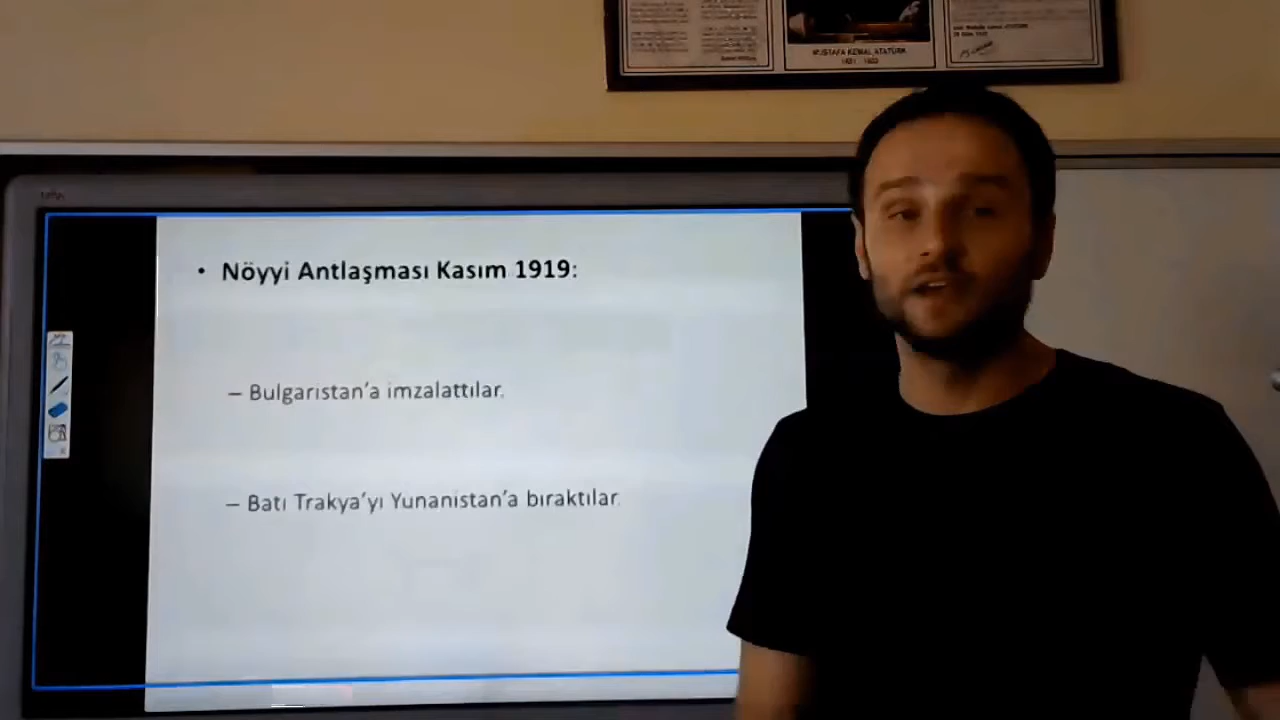 MUSTAFA KEMAL ATATÜRK
• Nöyyi Antlaşması Kasım 1919:
– Bulgaristan'a imzalattılar.
– Batı Trakya'yı Yunanistan'a bıraktılar.